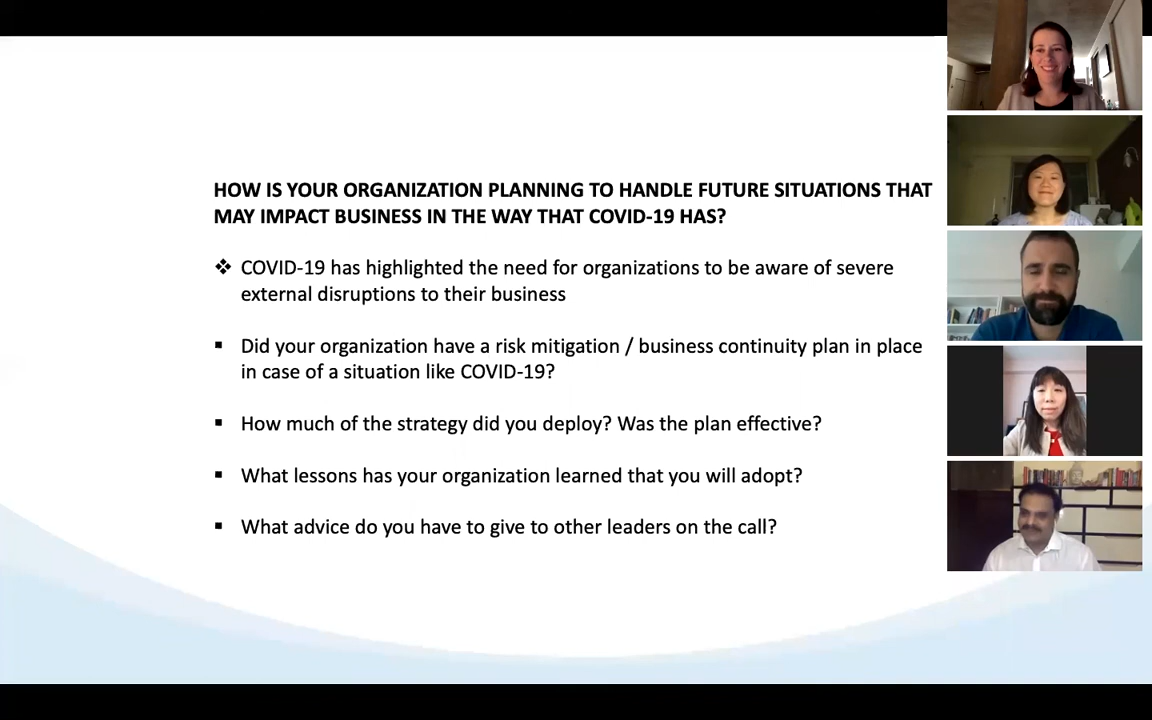 HOW IS YOUR ORGANIZATION PLANNING TO HANDLE FUTURE SITUATIONS THAT
MAY IMPACT BUSINESS IN THE WAY THAT COVID-19 HAS?
❖ COVID-19 has highlighted the need for organizations to be aware of severe
external disruptions to their business
▪ Did your organization have a risk mitigation / business continuity plan in place
in case of a situation like COVID-19?
▪ How much of the strategy did you deploy? Was the plan effective?
▪ What lessons has your organization learned that you will adopt?
▪ What advice do you have to give to other leaders on the call?